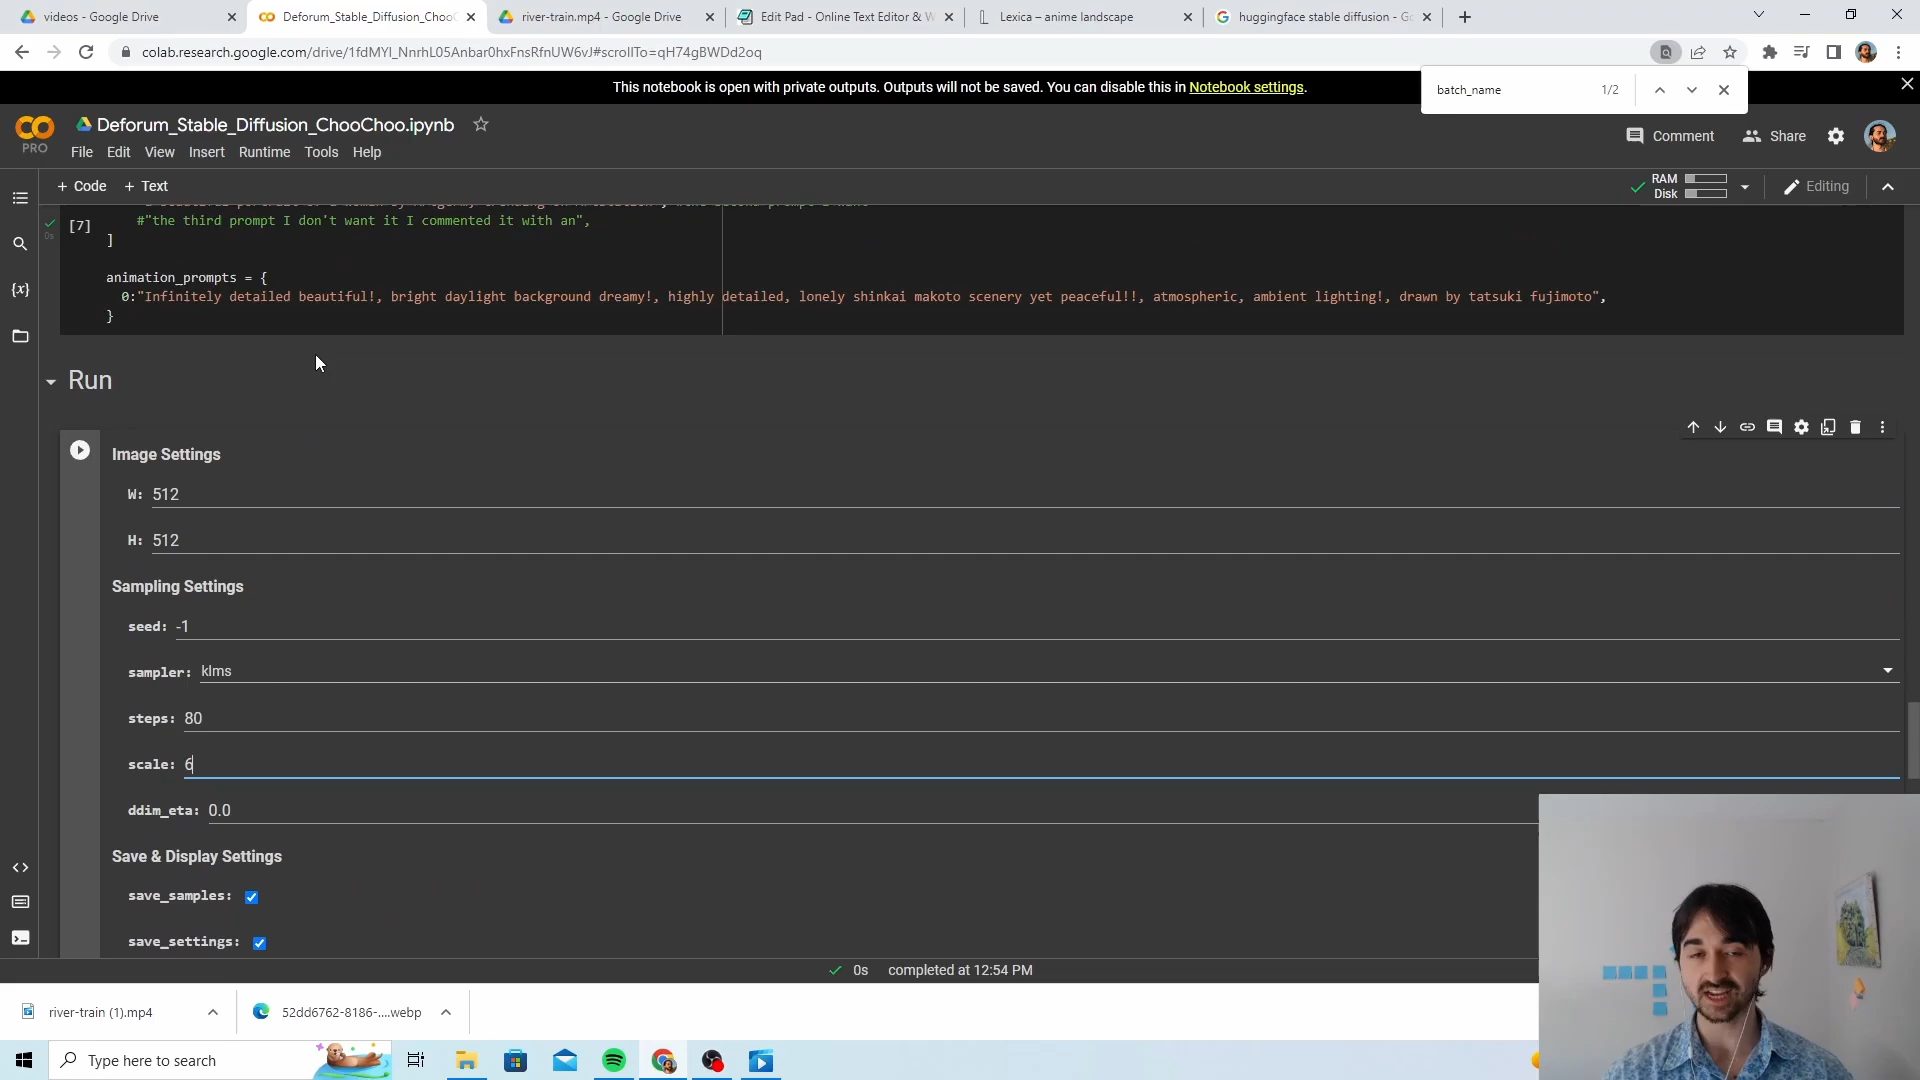 videos - Google Drive
Deforum_Stable_Diffusion_Choo
river-train.mp4 - Google Drive
Edit Pad - Online Text Editor & W
Lexica – anime landscape
huggingface stable diffusion - Go
colab.research.google.com/drive/1fdMYl_NnrhL05Anbar0hxFnsRfnUW6vJ#scrollTo=qH74gBWDd2oq
This notebook is open with private outputs. Outputs will not be saved. You can disable this in Notebook settings.
batch_name 1/2
Deforum_Stable_Diffusion_ChooChoo.ipynb
PRO
File Edit View Insert Runtime Tools Help
Comment Share
+ Code + Text
RAM
Disk
Editing
[7]
0s
#"the third prompt I don't want it I commented it with an",
]
animation_prompts = {
0:"Infinitely detailed beautiful!, bright daylight background dreamy!, highly detailed, lonely shinkai makoto scenery yet peaceful!!, atmospheric, ambient lighting!, drawn by tatsuki fujimoto",
}
Run
Image Settings
W: 512
H: 512
Sampling Settings
seed: -1
sampler: klms
steps: 80
scale: 6
ddim_eta: 0.0
Save & Display Settings
save_samples:
save_settings:
0s completed at 12:54 PM
river-train (1).mp4
52dd6762-8186-....webp
Type here to search